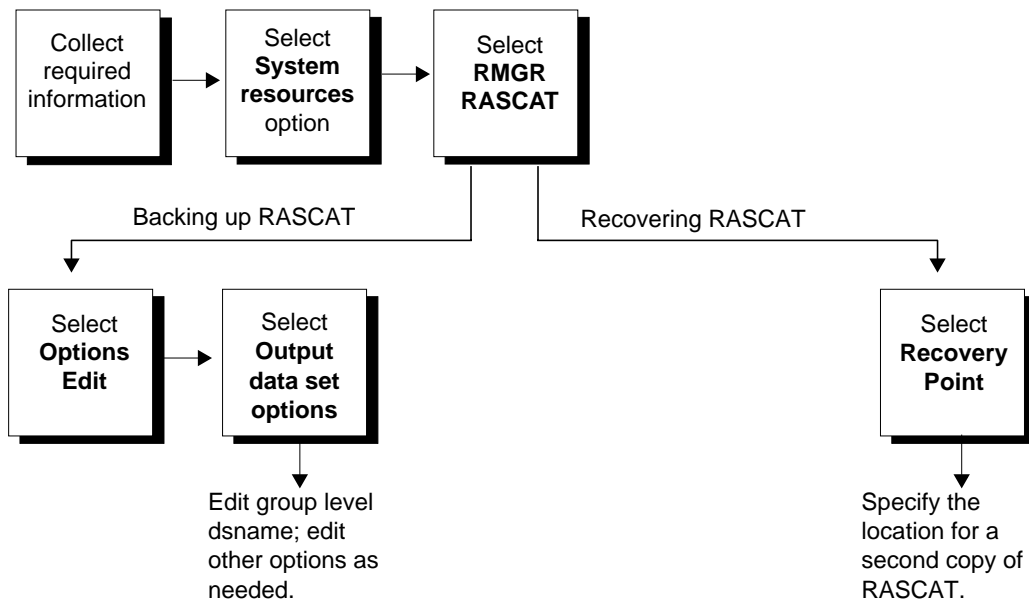 Collect
required
information
Select
System
resources
option
Select
RMGR
RASCAT
Backing up RASCAT
Recovering RASCAT
Select
Options
Edit
Select
Output
data set
options
Select
Recovery
Point
Edit group level
dsname; edit
other options as
needed.
Specify the
location for a
second copy of
RASCAT.